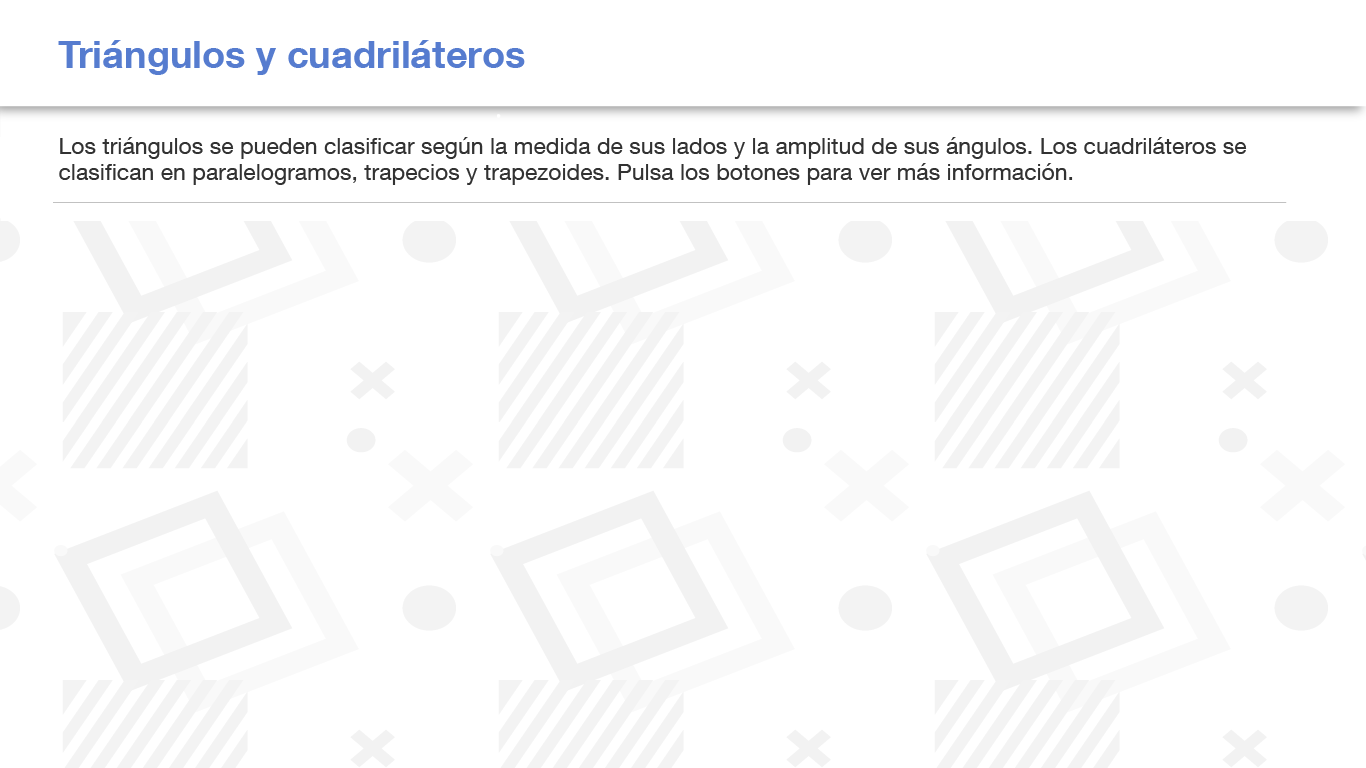 Triángulos y cuadriláteros
Los triángulos se pueden clasificar según la medida de sus lados y la amplitud de sus ángulos. Los cuadriláteros se
clasifican en paralelogramos, trapecios y trapezoides. Pulsa los botones para ver más información.